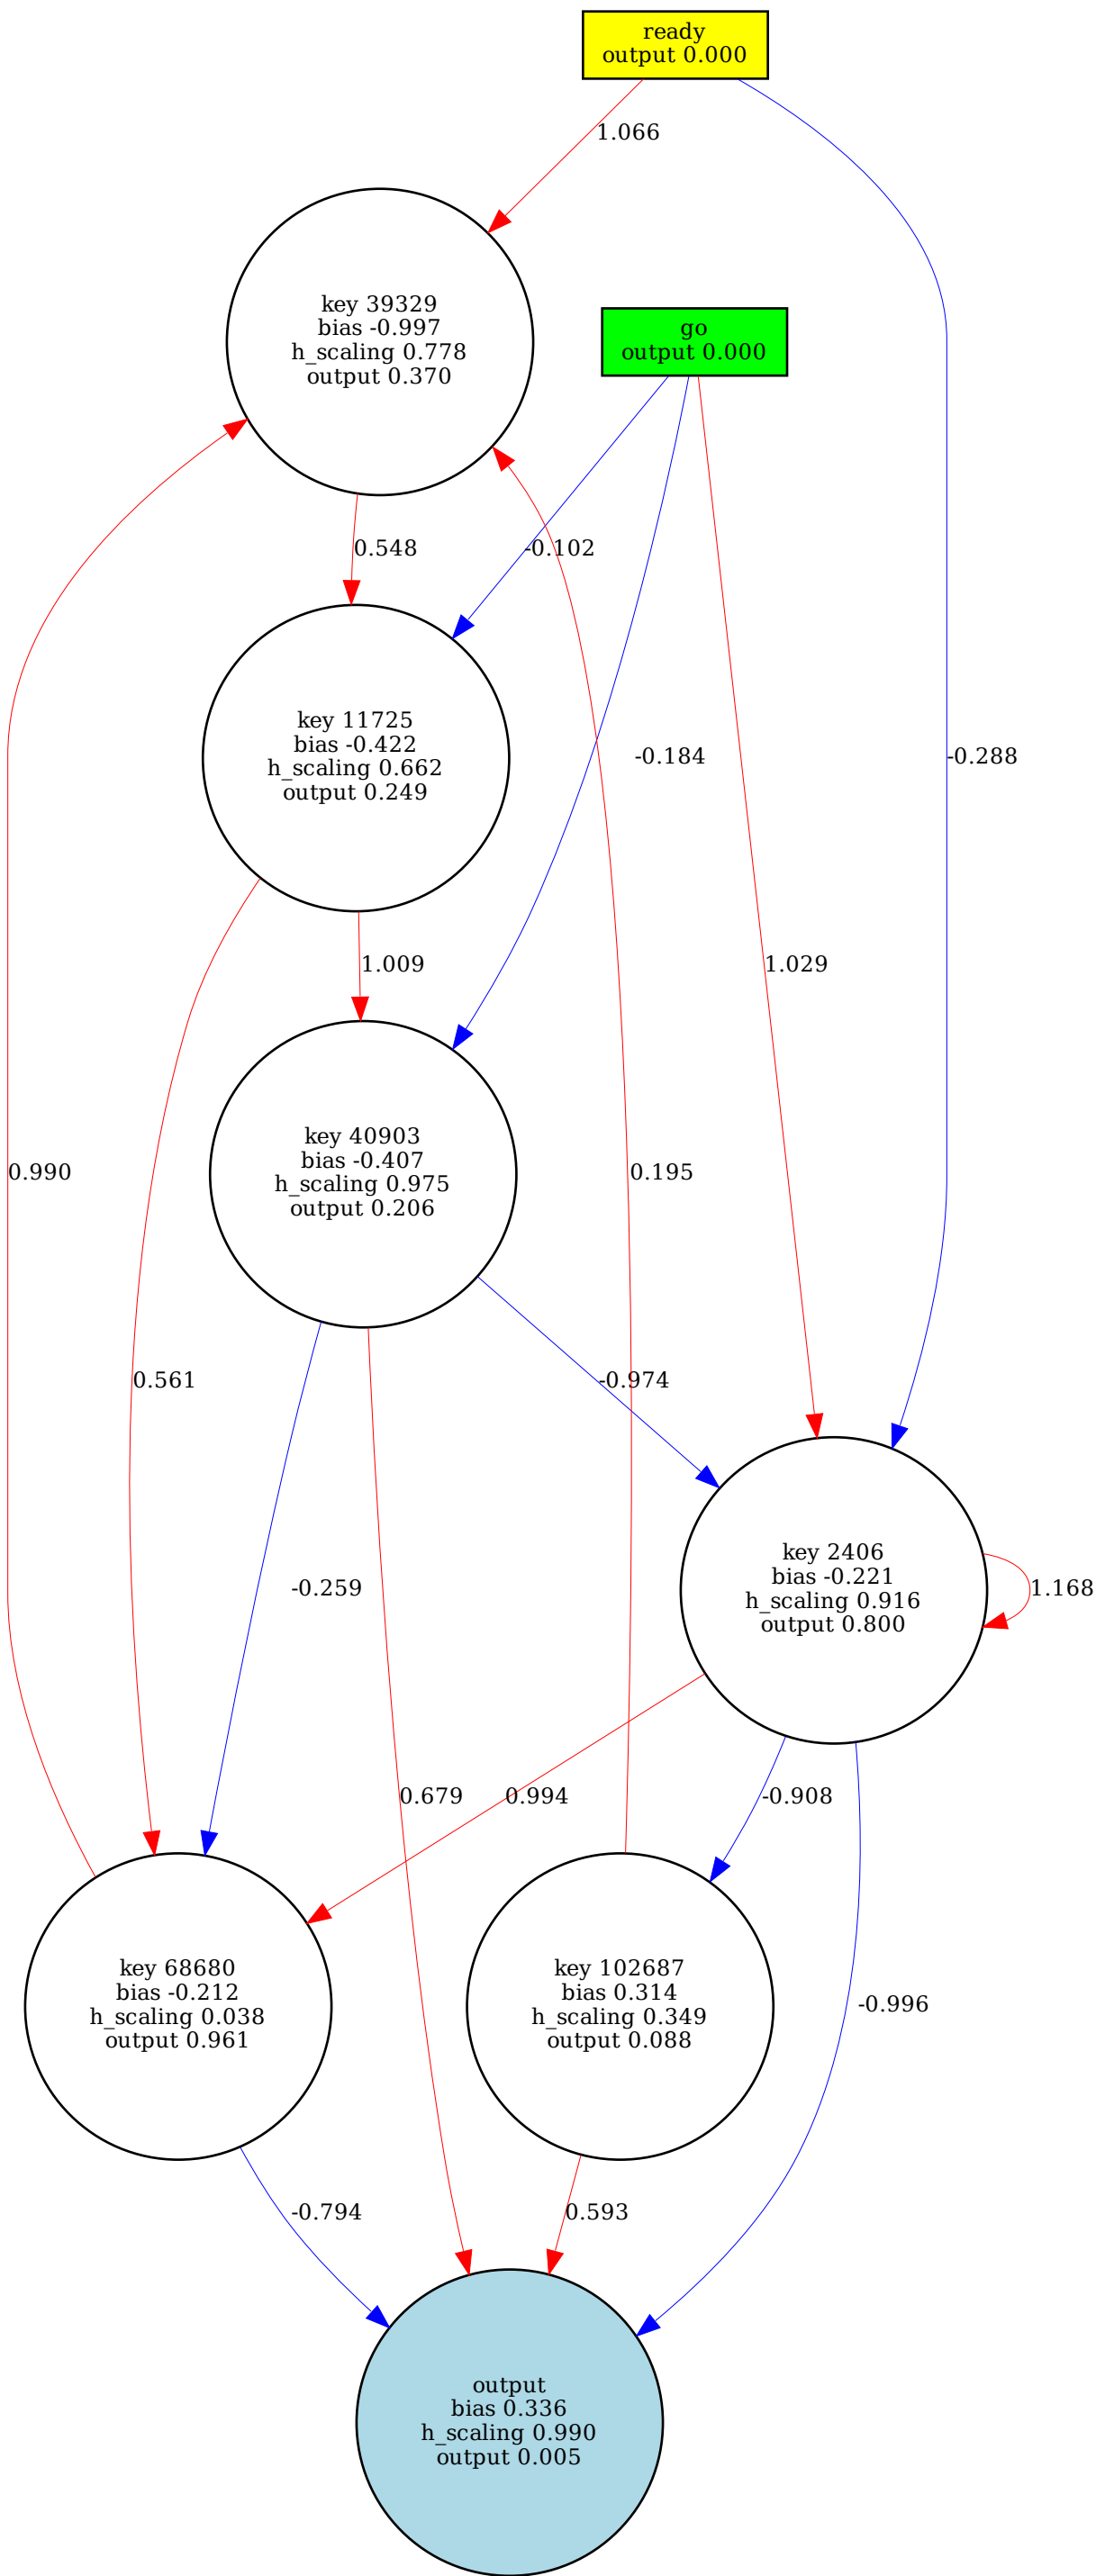 ready
output 0.000
1.066
key 39329
bias -0.997
h_scaling 0.778
output 0.370
go
output 0.000
0.548
-0.102
key 11725
bias -0.422
h_scaling 0.662
output 0.249
-0.184
-0.288
1.009
1.029
key 40903
bias -0.407
h_scaling 0.975
output 0.206
0.990
0.195
0.561
-0.974
key 2406
bias -0.221
h_scaling 0.916
output 0.800
-0.259
1.168
0.679
0.994
-0.908
key 68680
bias -0.212
h_scaling 0.038
output 0.961
key 102687
bias 0.314
h_scaling 0.349
output 0.088
-0.996
-0.794
0.593
output
bias 0.336
h_scaling 0.990
output 0.005